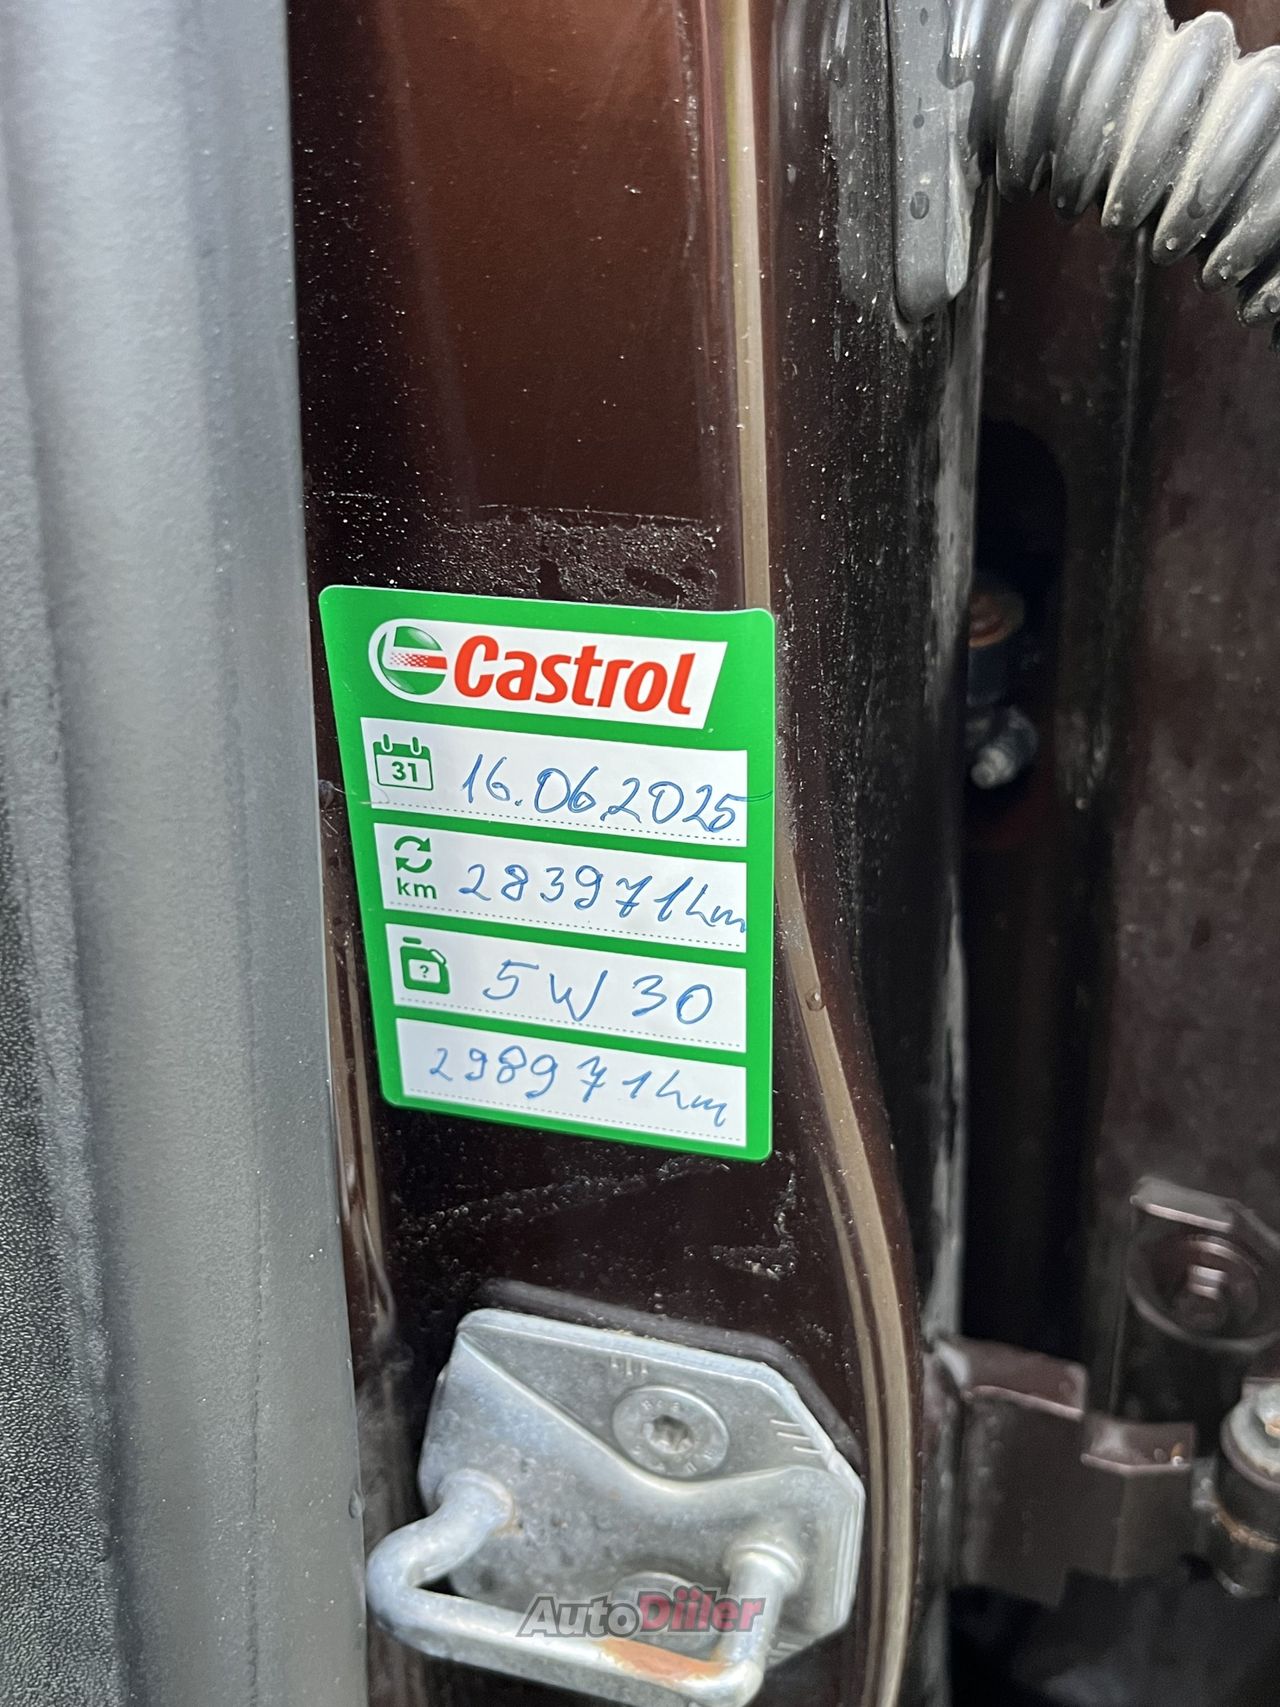 Castrol
31 16.06.2025
km 283971km
? 5W30
298971km
AutoDiiler